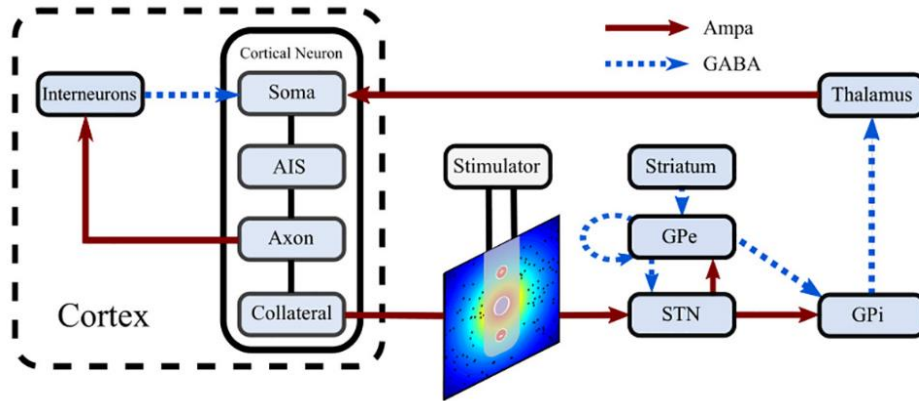 Cortical Neuron
Ampa
GABA
Interneurons
Soma
Thalamus
AIS
Stimulator
Striatum
Axon
GPe
Cortex
Collateral
STN
GPi